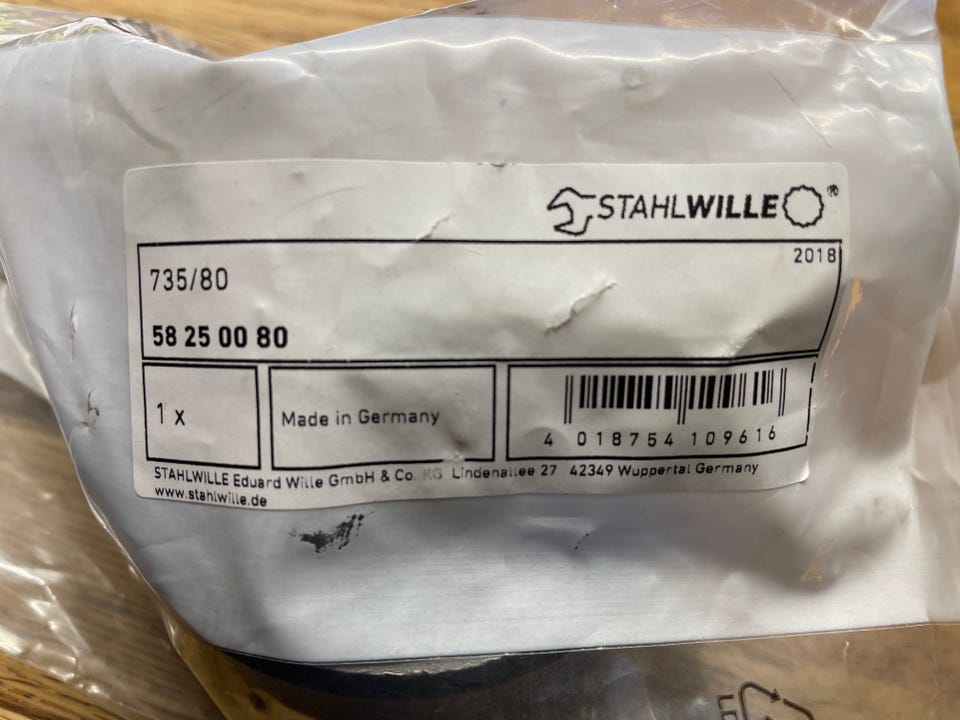 STAHLWILLE®
2018
735/80
58 25 00 80
1 x
Made in Germany
4 018754 109616
STAHLWILLE Eduard Wille GmbH & Co. KG Lindenallee 27 42349 Wuppertal Germany
www.stahlwille.de